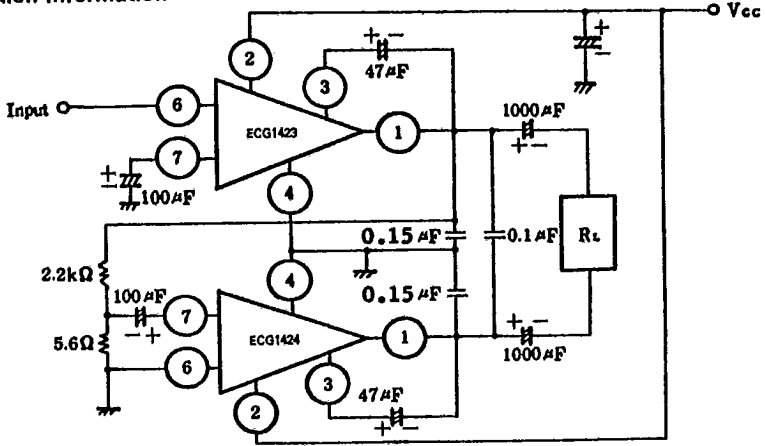 Vcc
+ -
2
3
47μF
+
-
Input
6
ECG1423
1
1000μF
+ -
7
+
-
100μF
4
0.15μF
0.1μF
RL
2.2kΩ
4
0.15μF
100μF
7
- +
5.6Ω
ECG1424
1
+ -
1000μF
6
3
47μF
2
+ -